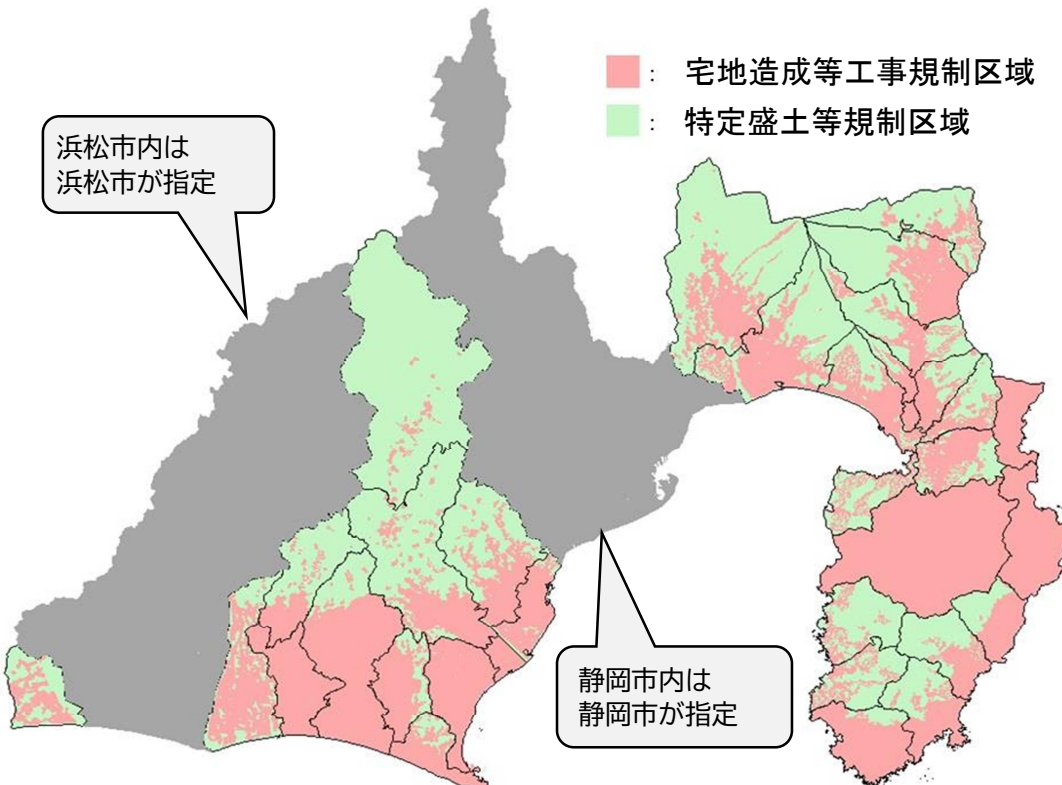 ： 宅地造成等工事規制区域
： 特定盛土等規制区域
浜松市内は
浜松市が指定
静岡市内は
静岡市が指定